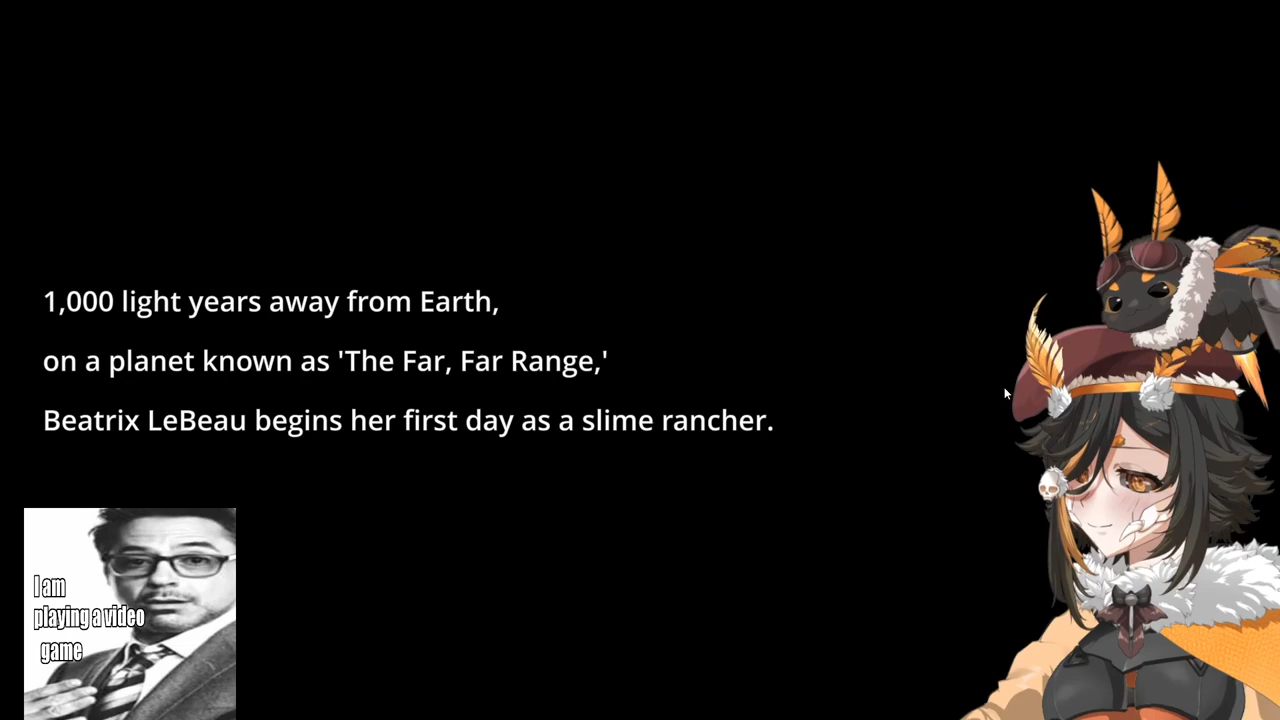 1,000 light years away from Earth,
on a planet known as 'The Far, Far Range,'
Beatrix LeBeau begins her first day as a slime rancher.
I am
playing a video
game